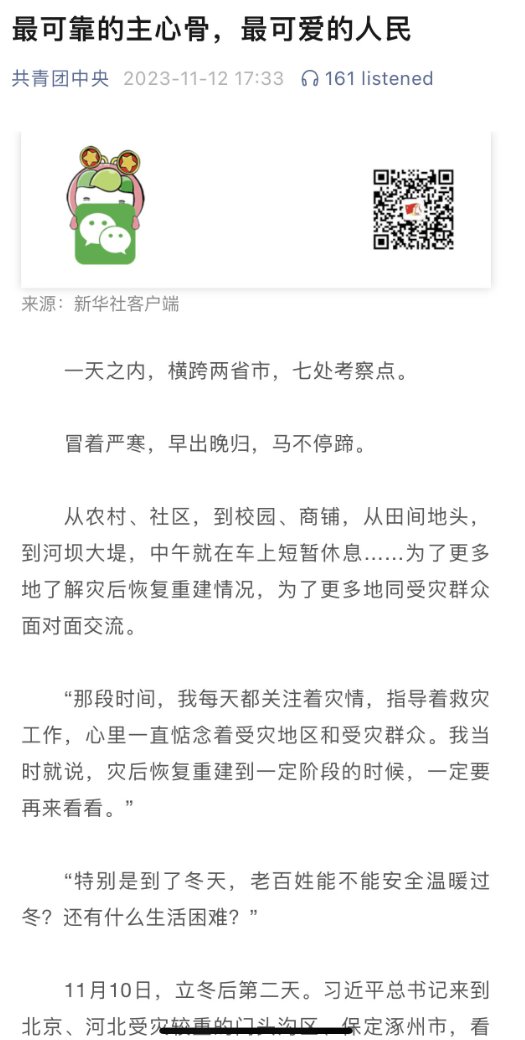 最可靠的主心骨，最可爱的人民
共青团中央 2023-11-12 17:33 161 listened
来源：新华社客户端
一天之内，横跨两省市，七处考察点。
冒着严寒，早出晚归，马不停蹄。
从农村、社区，到校园、商铺，从田间地头，
到河坝大堤，中午就在车上短暂休息……为了更多
地了解灾后恢复重建情况，为了更多地同受灾群众
面对面交流。
“那段时间，我每天都关注着灾情，指导着救灾
工作，心里一直惦念着受灾地区和受灾群众。我当
时就说，灾后恢复重建到一定阶段的时候，一定要
再来看看。”
“特别是到了冬天，老百姓能不能安全温暖过
冬？还有什么生活困难？”
11月10日，立冬后第二天。习近平总书记来到
北京、河北受灾较重的门头沟区、保定涿州市，看